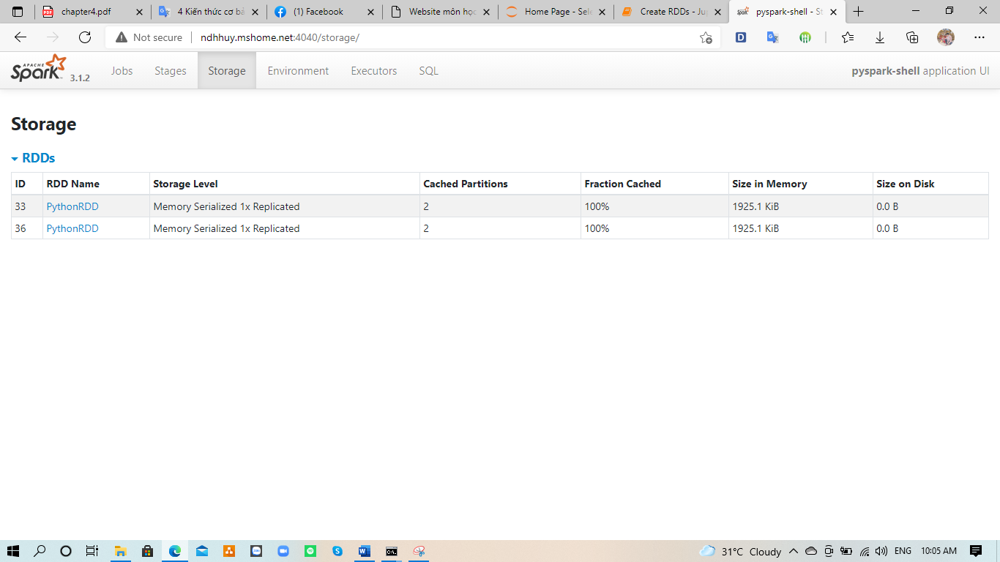 chapter4.pdf 4 Kiến thức cơ bả (1) Facebook Website môn học Home Page - Sele Create RDDs - Jup pyspark-shell - St
Not secure ndhhuy.mshome.net:4040/storage/
APACHE Spark 3.1.2 Jobs Stages Storage Environment Executors SQL pyspark-shell application UI
Storage
RDDs
ID RDD Name Storage Level Cached Partitions Fraction Cached Size in Memory Size on Disk
33 PythonRDD Memory Serialized 1x Replicated 2 100% 1925.1 KiB 0.0 B
36 PythonRDD Memory Serialized 1x Replicated 2 100% 1925.1 KiB 0.0 B
31°C Cloudy ENG 10:05 AM